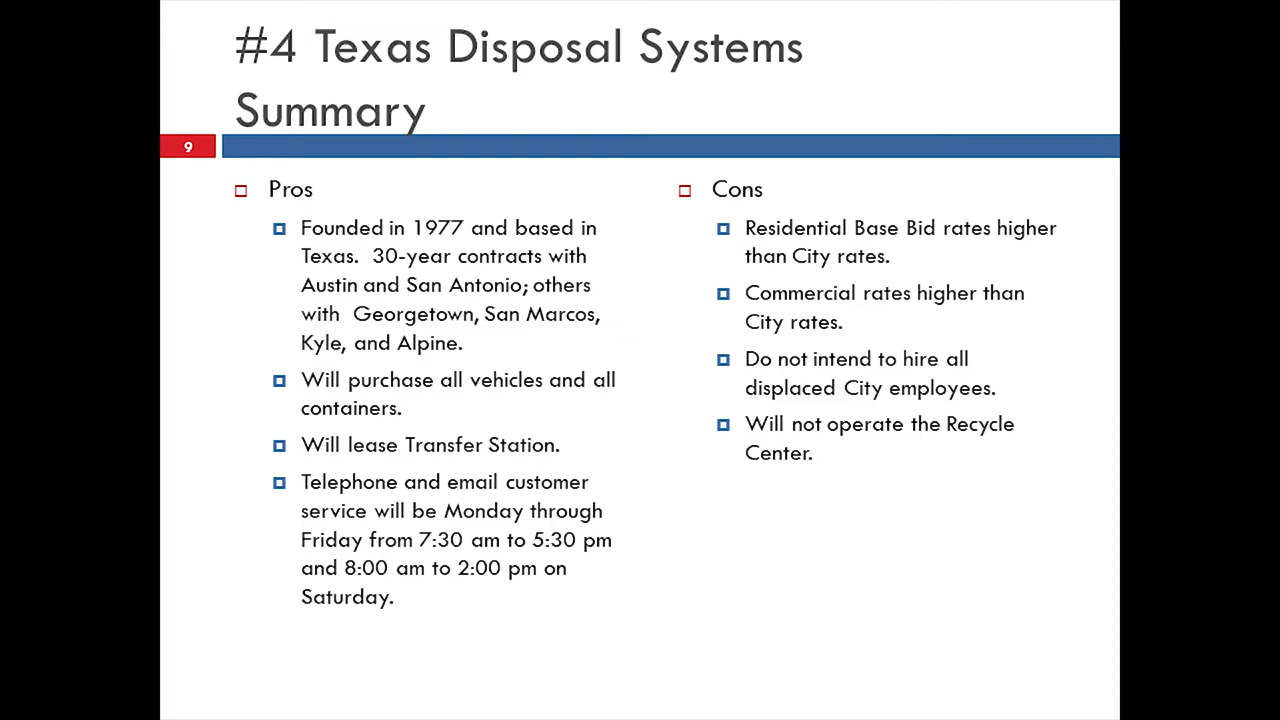 #4 Texas Disposal Systems
Summary
9
Pros
Founded in 1977 and based in
Texas.  30-year contracts with
Austin and San Antonio; others
with  Georgetown, San Marcos,
Kyle, and Alpine.
Will purchase all vehicles and all
containers.
Will lease Transfer Station.
Telephone and email customer
service will be Monday through
Friday from 7:30 am to 5:30 pm
and 8:00 am to 2:00 pm on
Saturday.
Cons
Residential Base Bid rates higher
than City rates.
Commercial rates higher than
City rates.
Do not intend to hire all
displaced City employees.
Will not operate the Recycle
Center.